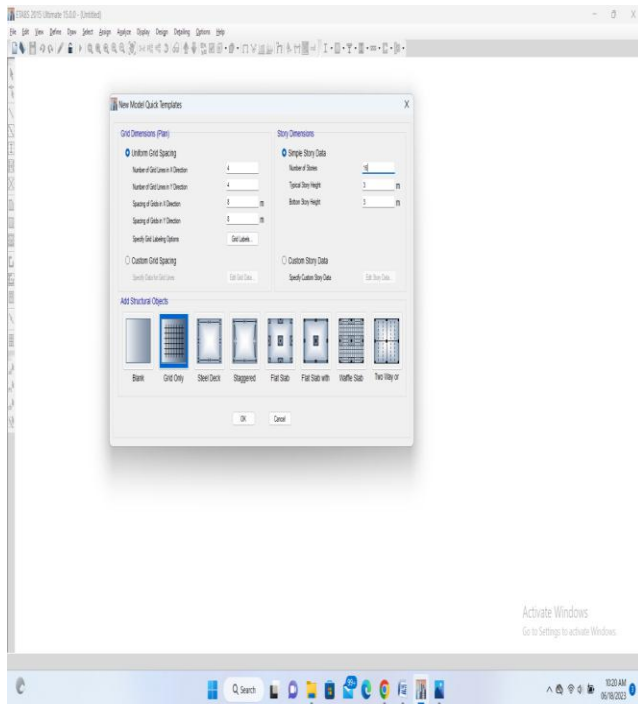 ETABS 2015 Ultimate 15.0.0 - (Untitled)
File Edit View Define Draw Select Assign Analyze Display Design Detailing Options Help
New Model Quick Templates
Grid Dimensions (Plan)
Uniform Grid Spacing
Number of Grid Lines in X Direction 4
Number of Grid Lines in Y Direction 4
Spacing of Grids in X Direction 8 m
Spacing of Grids in Y Direction 8 m
Specify Grid Labeling Options Grid Labels...
Custom Grid Spacing
Specify Data for Grid Lines Edit Grid Data...
Story Dimensions
Simple Story Data
Number of Stories
Typical Story Height 3 m
Bottom Story Height 3 m
Custom Story Data
Specify Custom Story Data Edit Story Data...
Add Structural Objects
Blank Grid Only Steel Deck Staggered Flat Slab Flat Slab with Waffle Slab Two Way or
OK Cancel
Activate Windows
Go to Settings to activate Windows.
Search 99+
10:20 AM
06/18/2023